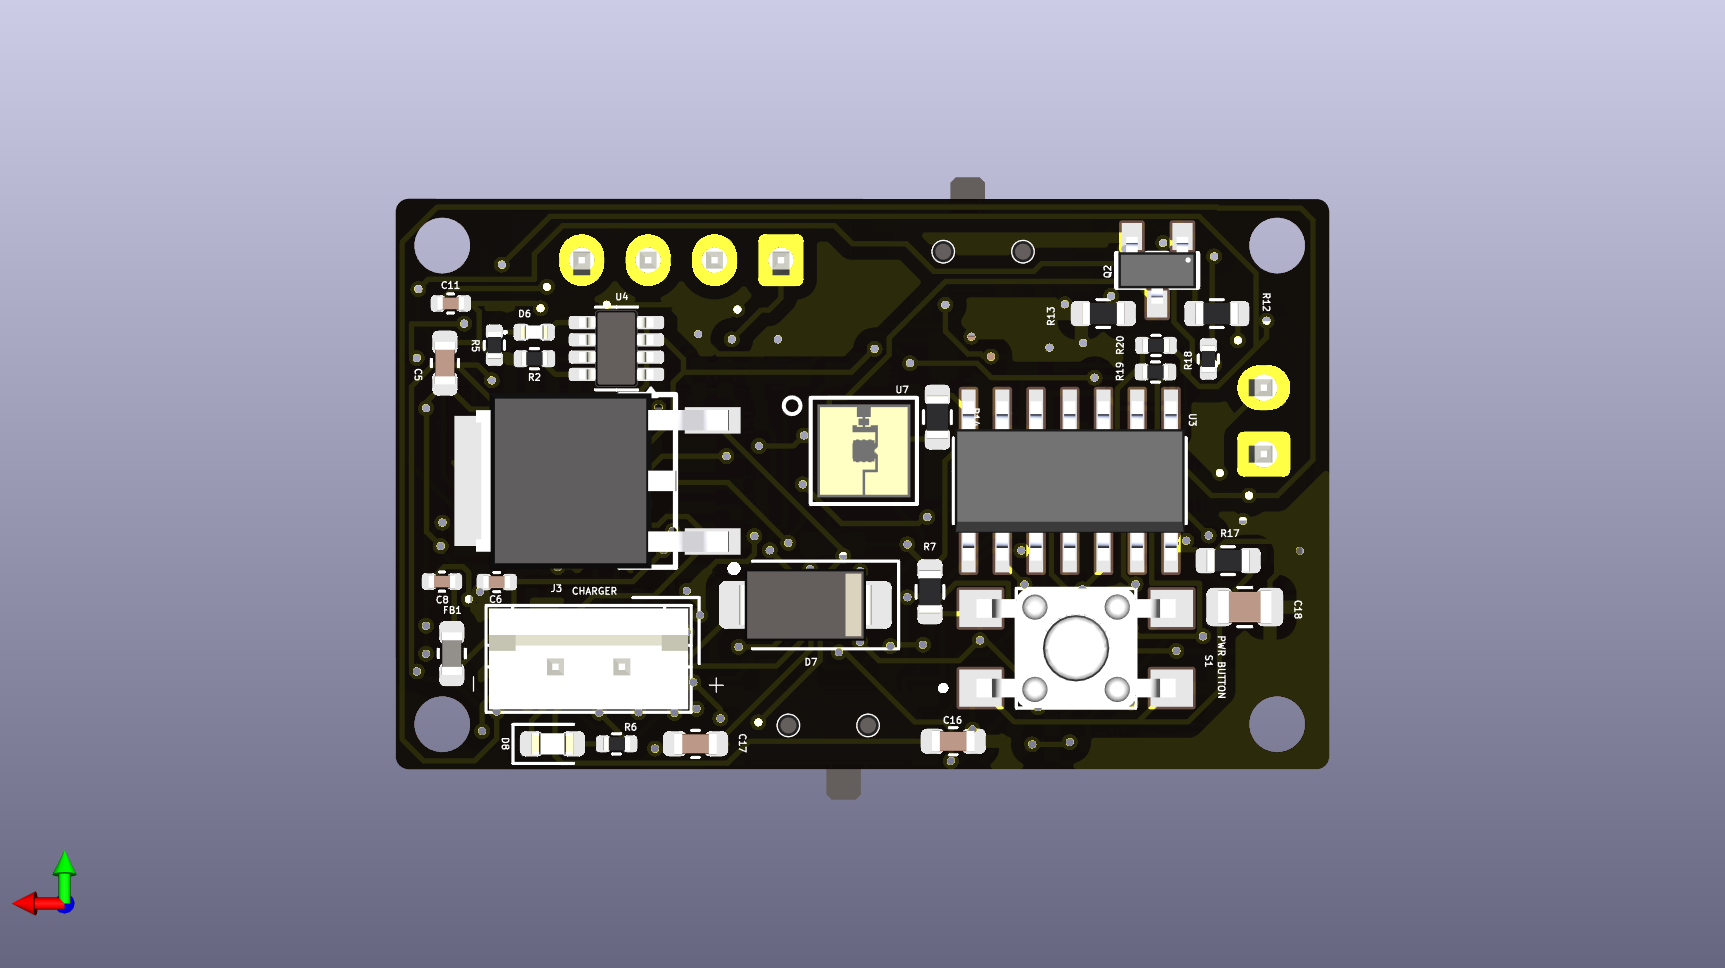 C11
U4
D6
R5
R2
C5
Q2
R13
R12
R20
R19
R18
U7
U3
C8
C6
FB1
J3 CHARGER
R7
R17
C18
D7
S1
PWR BUTTON
+
D8
R6
C17
C16